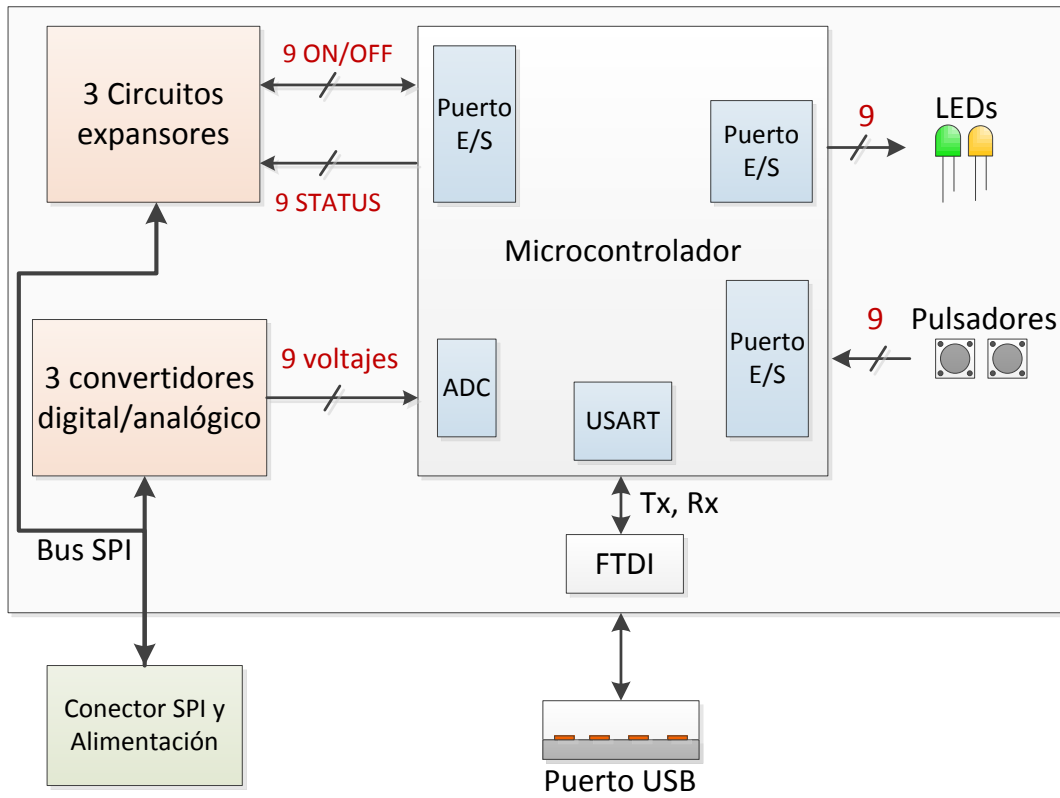 9 ON/OFF
3 Circuitos
expansores
9 STATUS
Puerto
E/S
Puerto
E/S
9
LEDs
Microcontrolador
3 convertidores
digital/analógico
9 voltajes
ADC
USART
Puerto
E/S
9
Pulsadores
Bus SPI
Tx, Rx
FTDI
Conector SPI y
Alimentación
Puerto USB